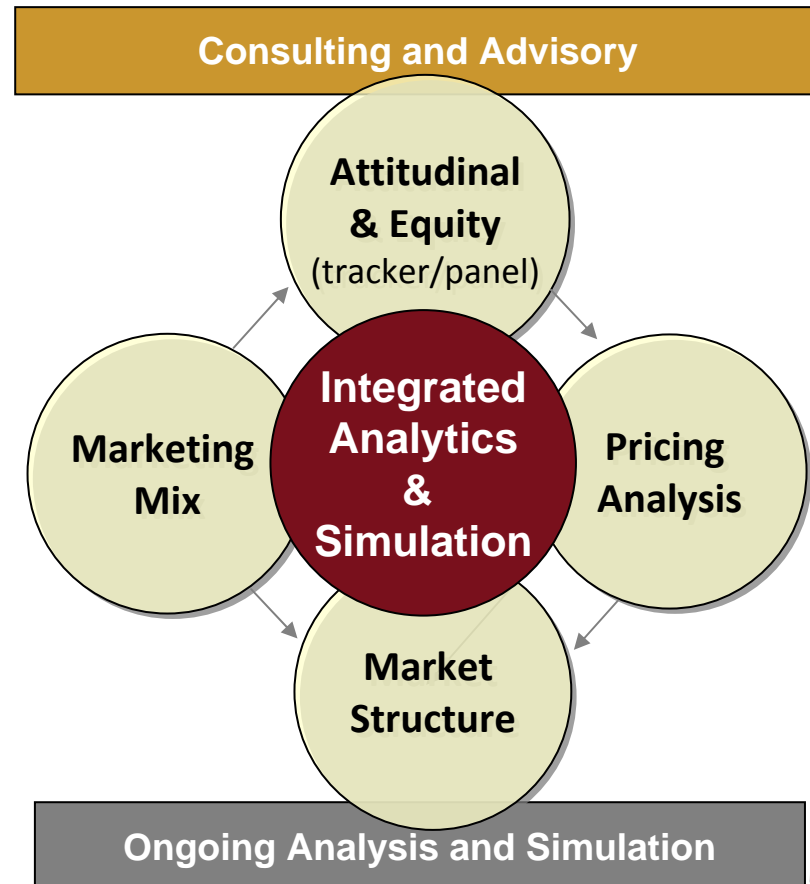 Consulting and Advisory
Attitudinal
& Equity
(tracker/panel)
Integrated
Analytics
&
Simulation
Marketing
Mix
Pricing
Analysis
Market
Structure
Ongoing Analysis and Simulation